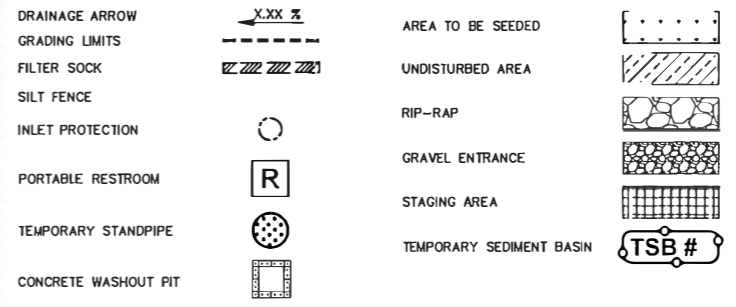 DRAINAGE ARROW
X.XX %
GRADING LIMITS
FILTER SOCK
SILT FENCE
INLET PROTECTION
PORTABLE RESTROOM
R
TEMPORARY STANDPIPE
CONCRETE WASHOUT PIT
AREA TO BE SEEDED
UNDISTURBED AREA
RIP-RAP
GRAVEL ENTRANCE
STAGING AREA
TEMPORARY SEDIMENT BASIN
TSB #